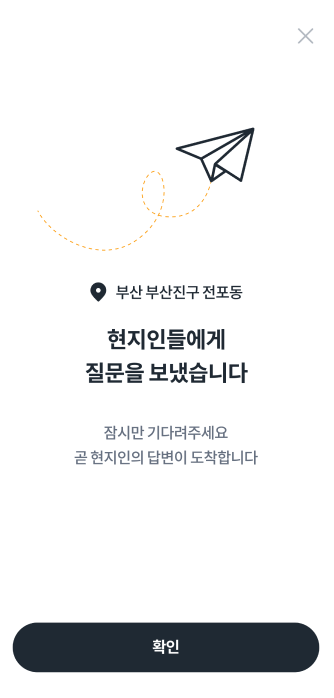 부산 부산진구 전포동
현지인들에게
질문을 보냈습니다
잠시만 기다려주세요
곧 현지인의 답변이 도착합니다
확인